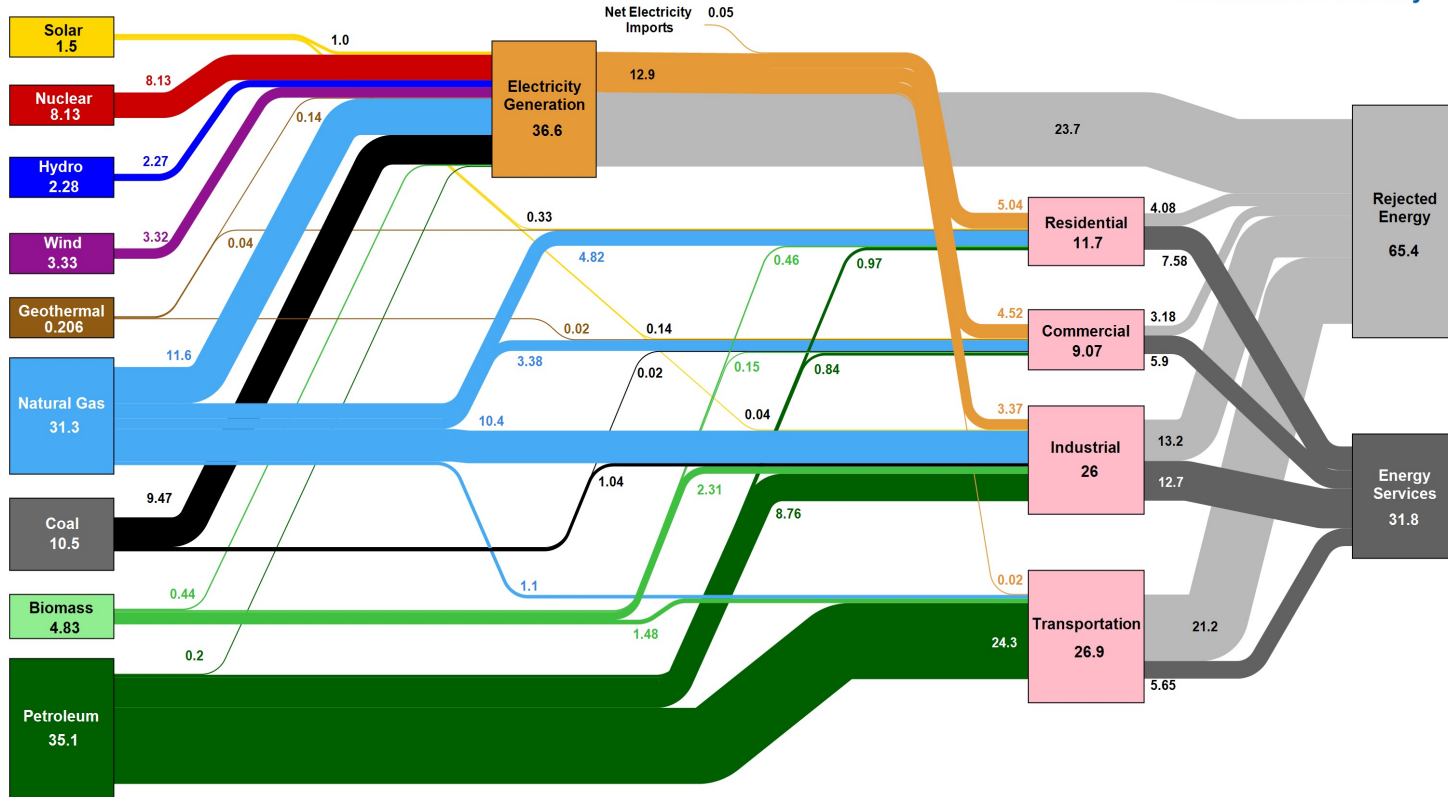 Net Electricity
Imports
0.05
Solar
1.5
1.0
Nuclear
8.13
8.13
Hydro
2.28
2.27
Wind
3.33
3.32
Geothermal
0.206
0.14
0.04
0.02
Natural Gas
31.3
11.6
4.82
3.38
10.4
1.1
Coal
10.5
9.47
0.02
1.04
Biomass
4.83
0.44
0.46
0.15
2.31
1.48
Petroleum
35.1
0.2
0.97
0.84
8.76
24.3
0.33
0.14
0.04
Electricity
Generation
36.6
12.9
23.7
5.04
4.52
3.37
0.02
Residential
11.7
4.08
7.58
Commercial
9.07
3.18
5.9
Industrial
26
13.2
12.7
Transportation
26.9
21.2
5.65
Rejected
Energy
65.4
Energy
Services
31.8